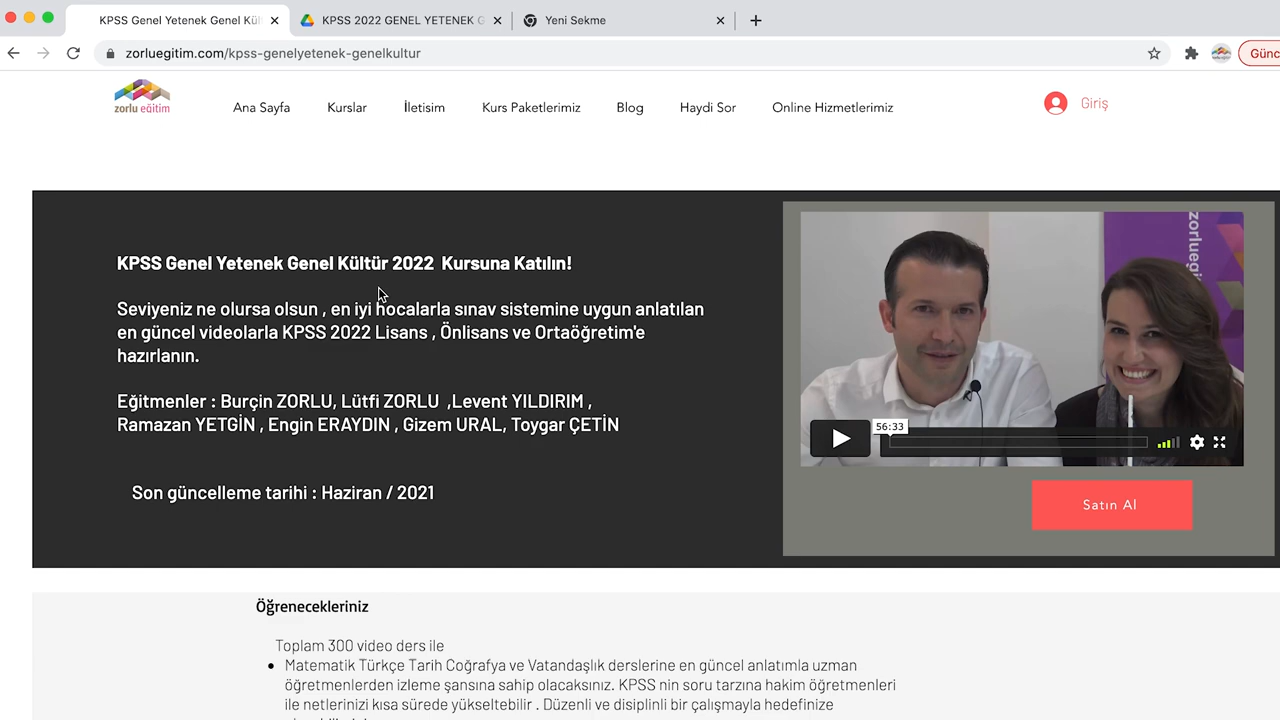 KPSS Genel Yetenek Genel Kül
KPSS 2022 GENEL YETENEK G
Yeni Sekme
zorluegitim.com/kpss-genelyetenek-genelkultur
Günc
zorlu eğitim
Ana Sayfa
Kurslar
İletisim
Kurs Paketlerimiz
Blog
Haydi Sor
Online Hizmetlerimiz
Giriş
KPSS Genel Yetenek Genel Kültür 2022 Kursuna Katılın!
Seviyeniz ne olursa olsun , en iyi hocalarla sınav sistemine uygun anlatılan
en güncel videolarla KPSS 2022 Lisans , Önlisans ve Ortaöğretim'e
hazırlanın.
Eğitmenler : Burçin ZORLU, Lütfi ZORLU ,Levent YILDIRIM ,
Ramazan YETGİN , Engin ERAYDIN , Gizem URAL, Toygar ÇETİN
Son güncelleme tarihi : Haziran / 2021
zorlueği
56:33
Satın Al
Öğrenecekleriniz
Toplam 300 video ders ile
Matematik Türkçe Tarih Coğrafya ve Vatandaşlık derslerine en güncel anlatımla uzman
öğretmenlerden izleme şansına sahip olacaksınız. KPSS nin soru tarzına hakim öğretmenleri
ile netlerinizi kısa sürede yükseltebilir . Düzenli ve disiplinli bir çalışmayla hedefinize